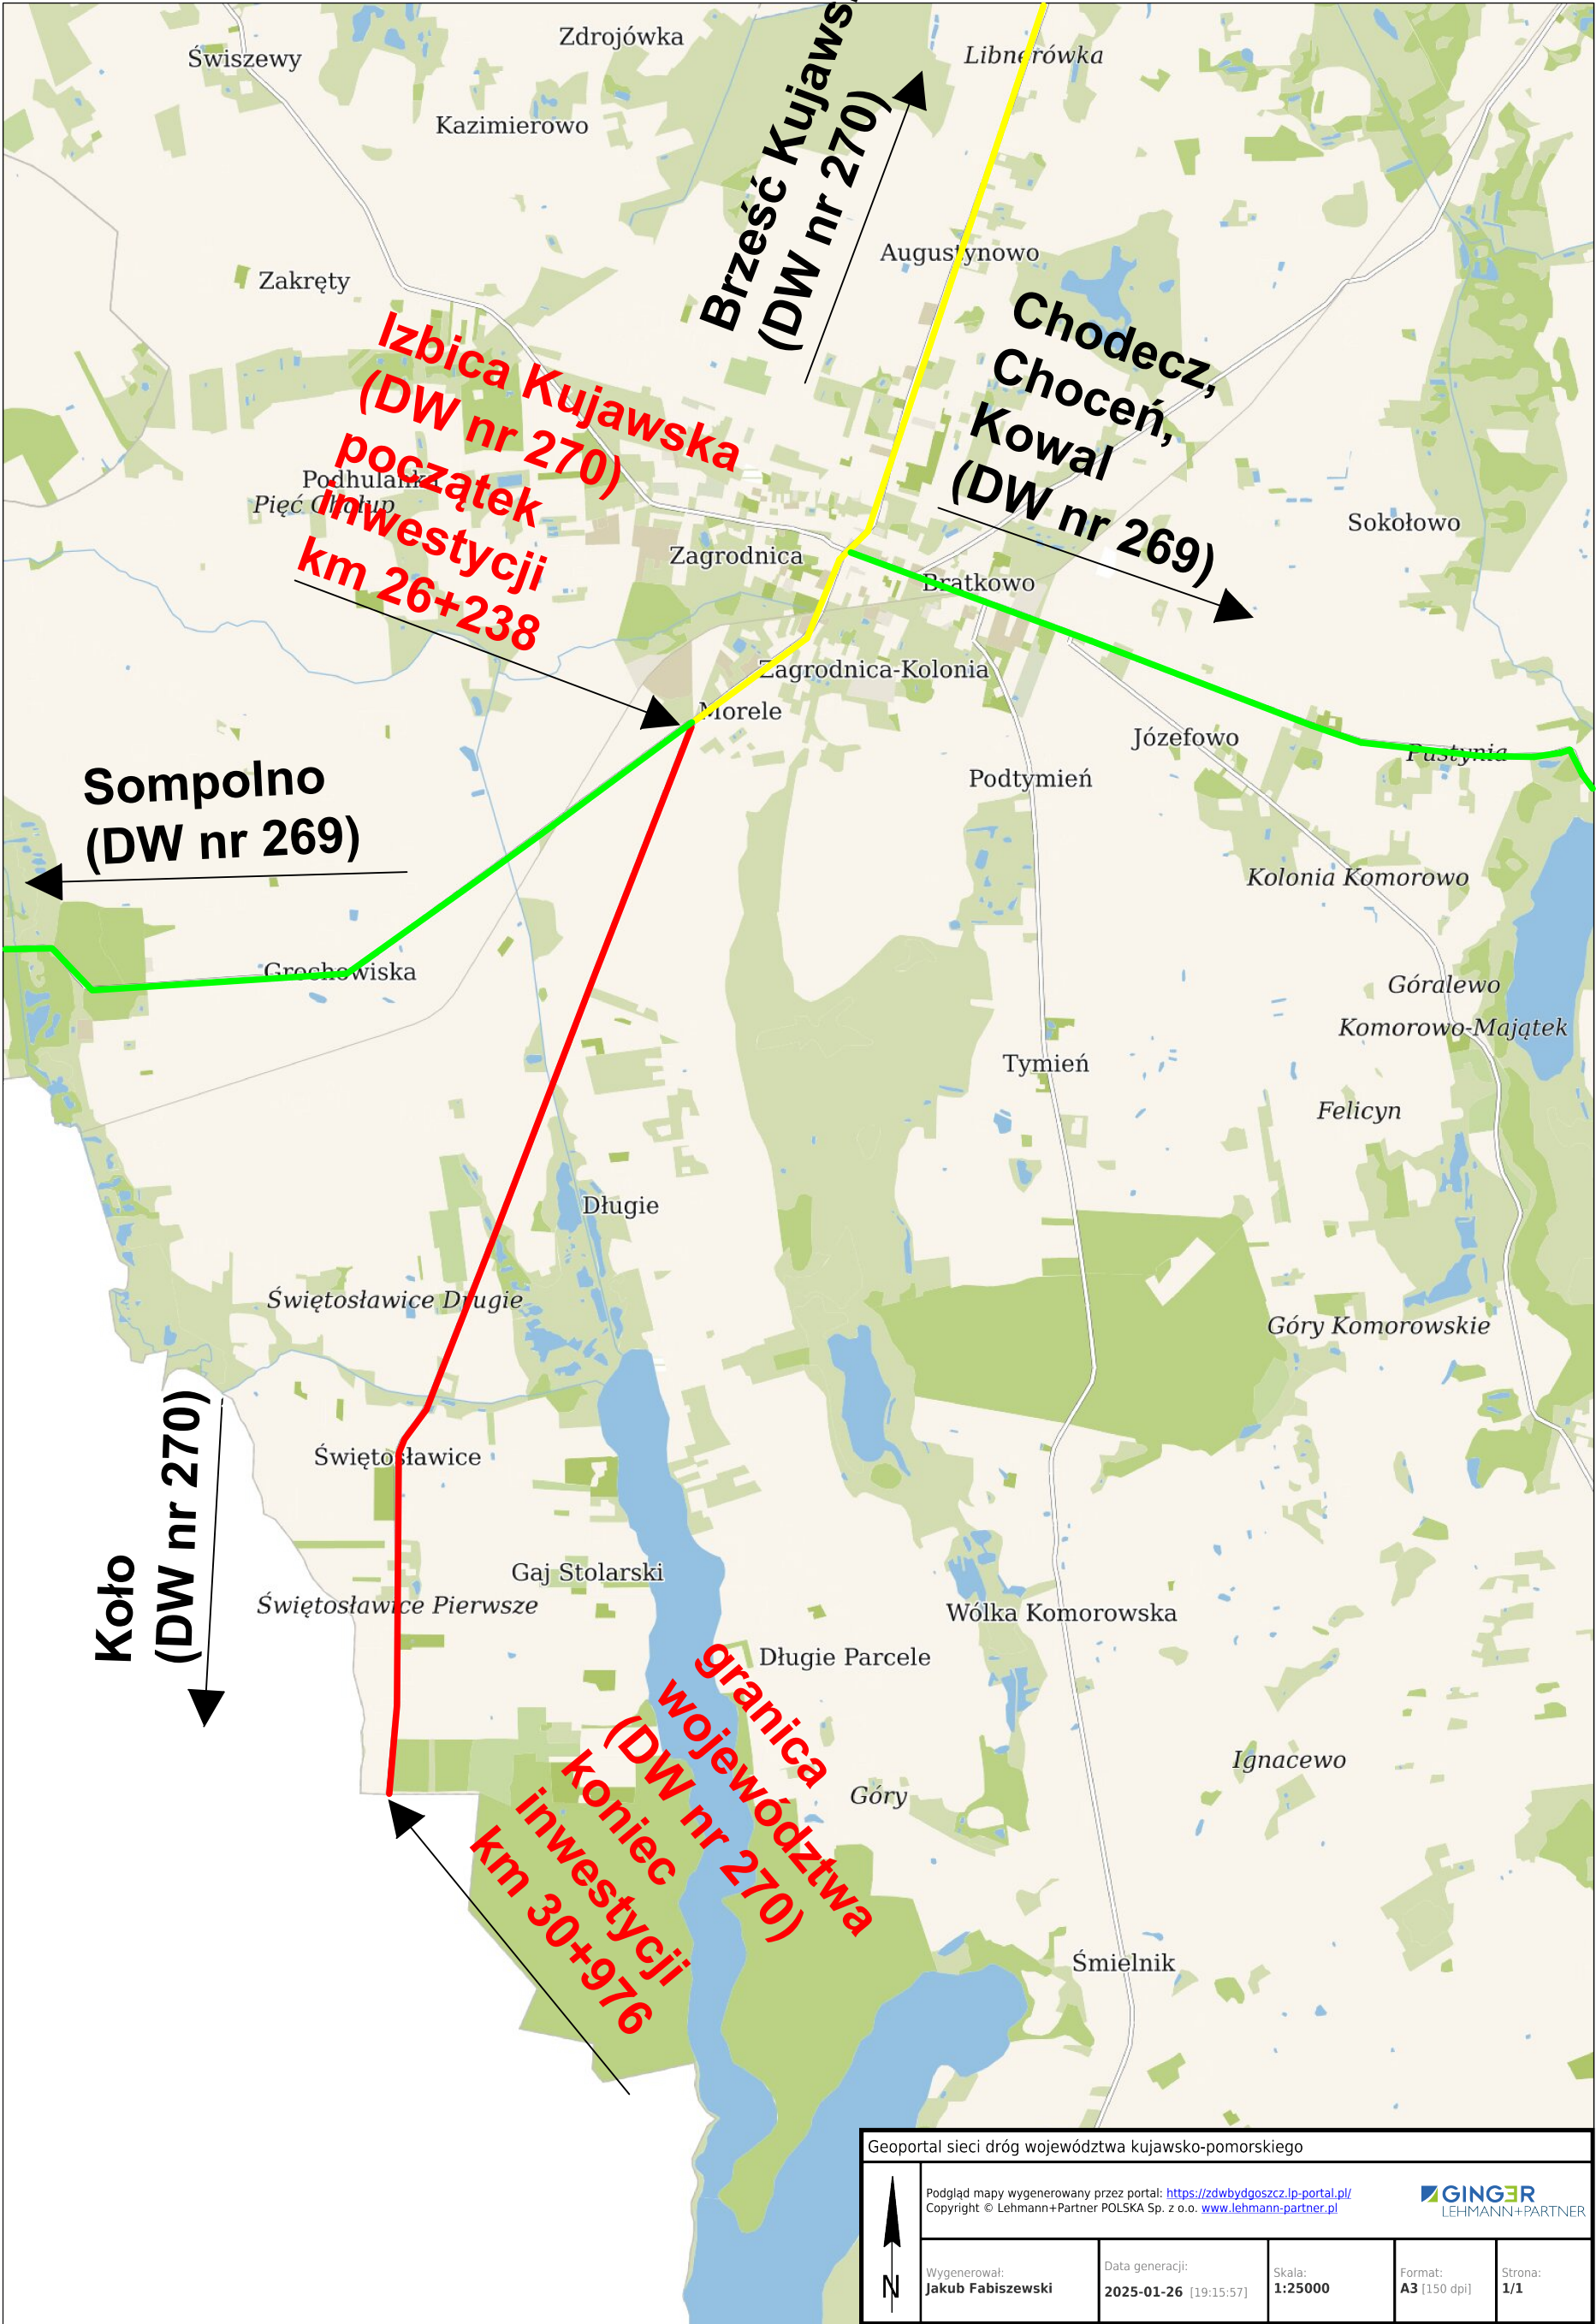 Świszewy
Zdrojówka
Libnerówka
Kazimierowo
Brześć Kujaws
(DW nr 270)
Augustynowo
Zakręty
Chodecz,
Choceń,
Kowal
(DW nr 269)
Izbica Kujawska
(DW nr 270)
początek
inwestycji
km 26+238
Podhulanka
Pięć Chałup
Sokołowo
Zagrodnica
Bratkowo
Zagrodnica-Kolonia
Morele
Józefowo
Pustynia
Podtymień
Sompolno
(DW nr 269)
Kolonia Komorowo
Grochowiska
Góralewo
Komorowo-Majątek
Tymień
Felicyn
Długie
Świętosławice Drugie
Góry Komorowskie
Koło
(DW nr 270)
Świętosławice
Gaj Stolarski
Świętosławice Pierwsze
Wólka Komorowska
Długie Parcele
granica
województwa
(DW nr 270)
koniec
inwestycji
km 30+976
Ignacewo
Góry
Śmielnik
Geoportal sieci dróg województwa kujawsko-pomorskiego
Podgląd mapy wygenerowany przez portal: https://zdwbydgoszcz.lp-portal.pl/
Copyright © Lehmann+Partner POLSKA Sp. z o.o. www.lehmann-partner.pl
GINGER
LEHMANN+PARTNER
N
Wygenerował:
Jakub Fabiszewski
Data generacji:
2025-01-26 [19:15:57]
Skala:
1:25000
Format:
A3 [150 dpi]
Strona:
1/1